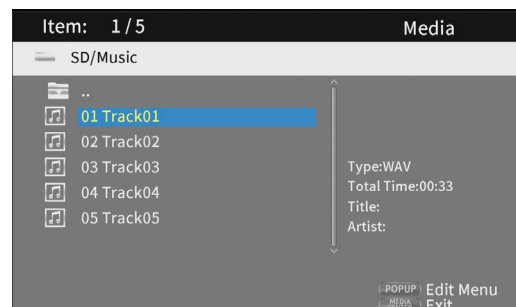 Item: 1/5
Media
SD/Music
..
01 Track01
02 Track02
03 Track03
04 Track04
05 Track05
Type:WAV
Total Time:00:33
Title:
Artist:
POPUP Edit Menu
MEDIA CENTER Exit